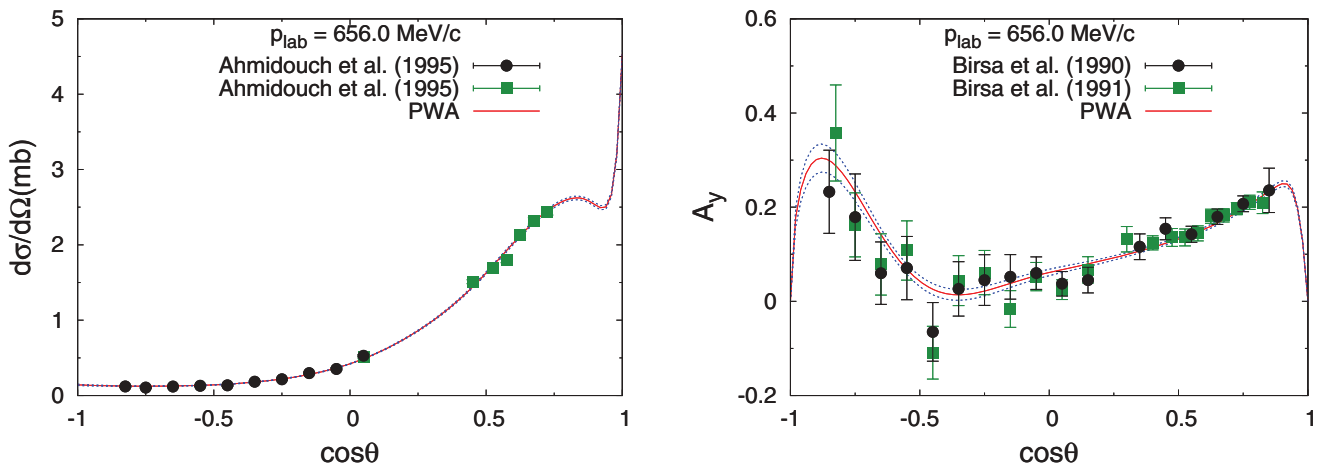 p_lab = 656.0 MeV/c
Ahmidouch et al. (1995)
Ahmidouch et al. (1995)
PWA
dσ/dΩ(mb)
5
4
3
2
1
0
-1
-0.5
0
0.5
1
cosθ
p_lab = 656.0 MeV/c
Birsa et al. (1990)
Birsa et al. (1991)
PWA
A_y
0.6
0.4
0.2
0
-0.2
-1
-0.5
0
0.5
1
cosθ